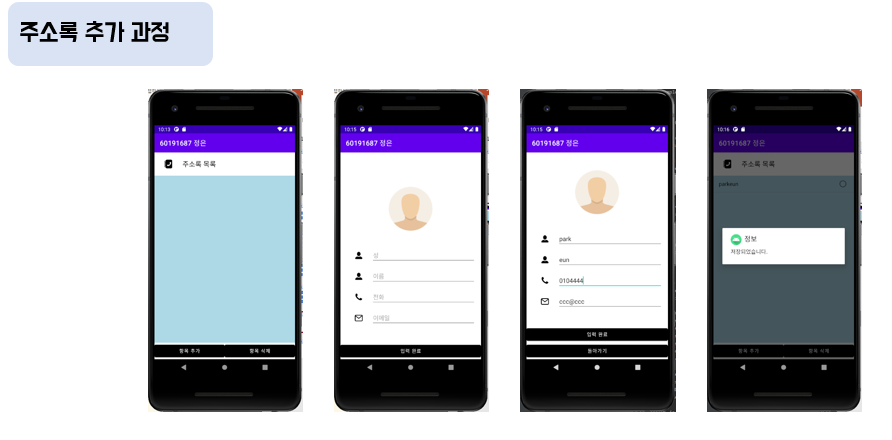 주소록 추가 과정
10:13
60191687 정은
주소록 목록
항목 추가
항목 삭제
10:15
60191687 정은
성
이름
전화
이메일
입력 완료
10:15
60191687 정은
park
eun
0104444
ccc@ccc
입력 완료
돌아가기
10:16
60191687 정은
주소록 목록
parkeun
정보
저장되었습니다.
항목 추가
항목 삭제